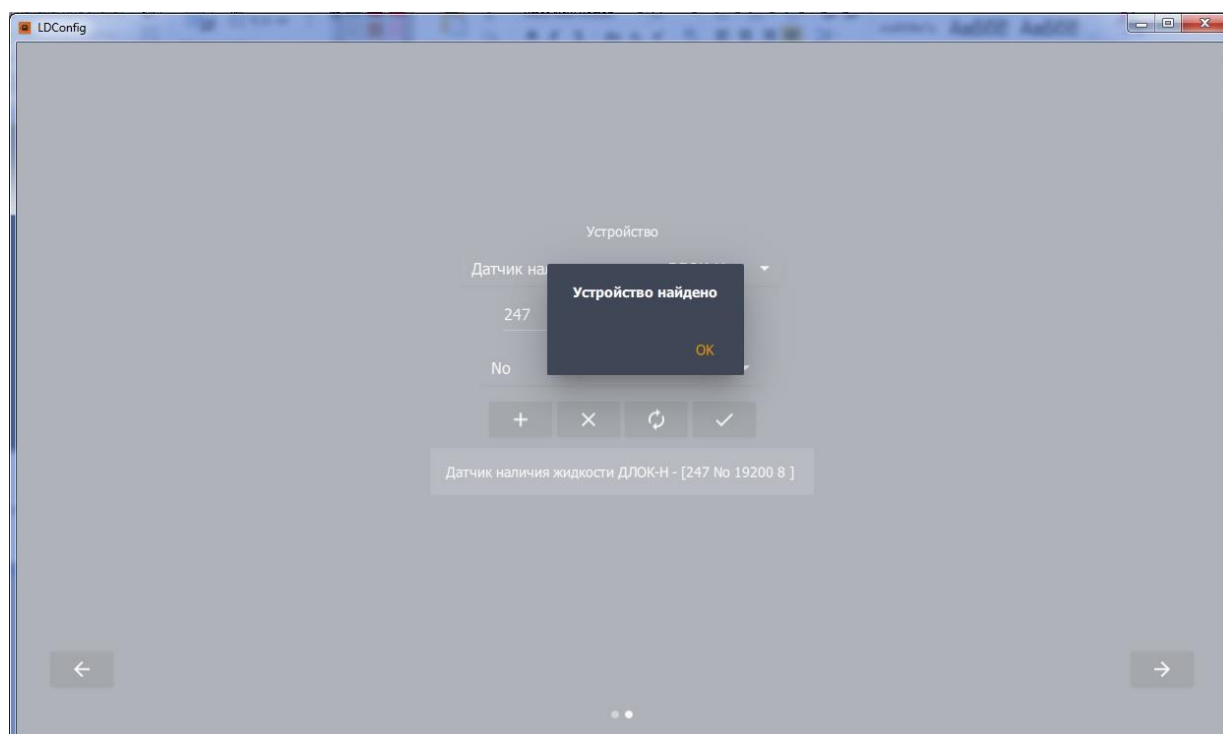 LDConfig
Устройство
Датчик на
Устройство найдено
247
OK
No
Датчик наличия жидкости ДЛОК-Н - [247 No 19200 8 ]